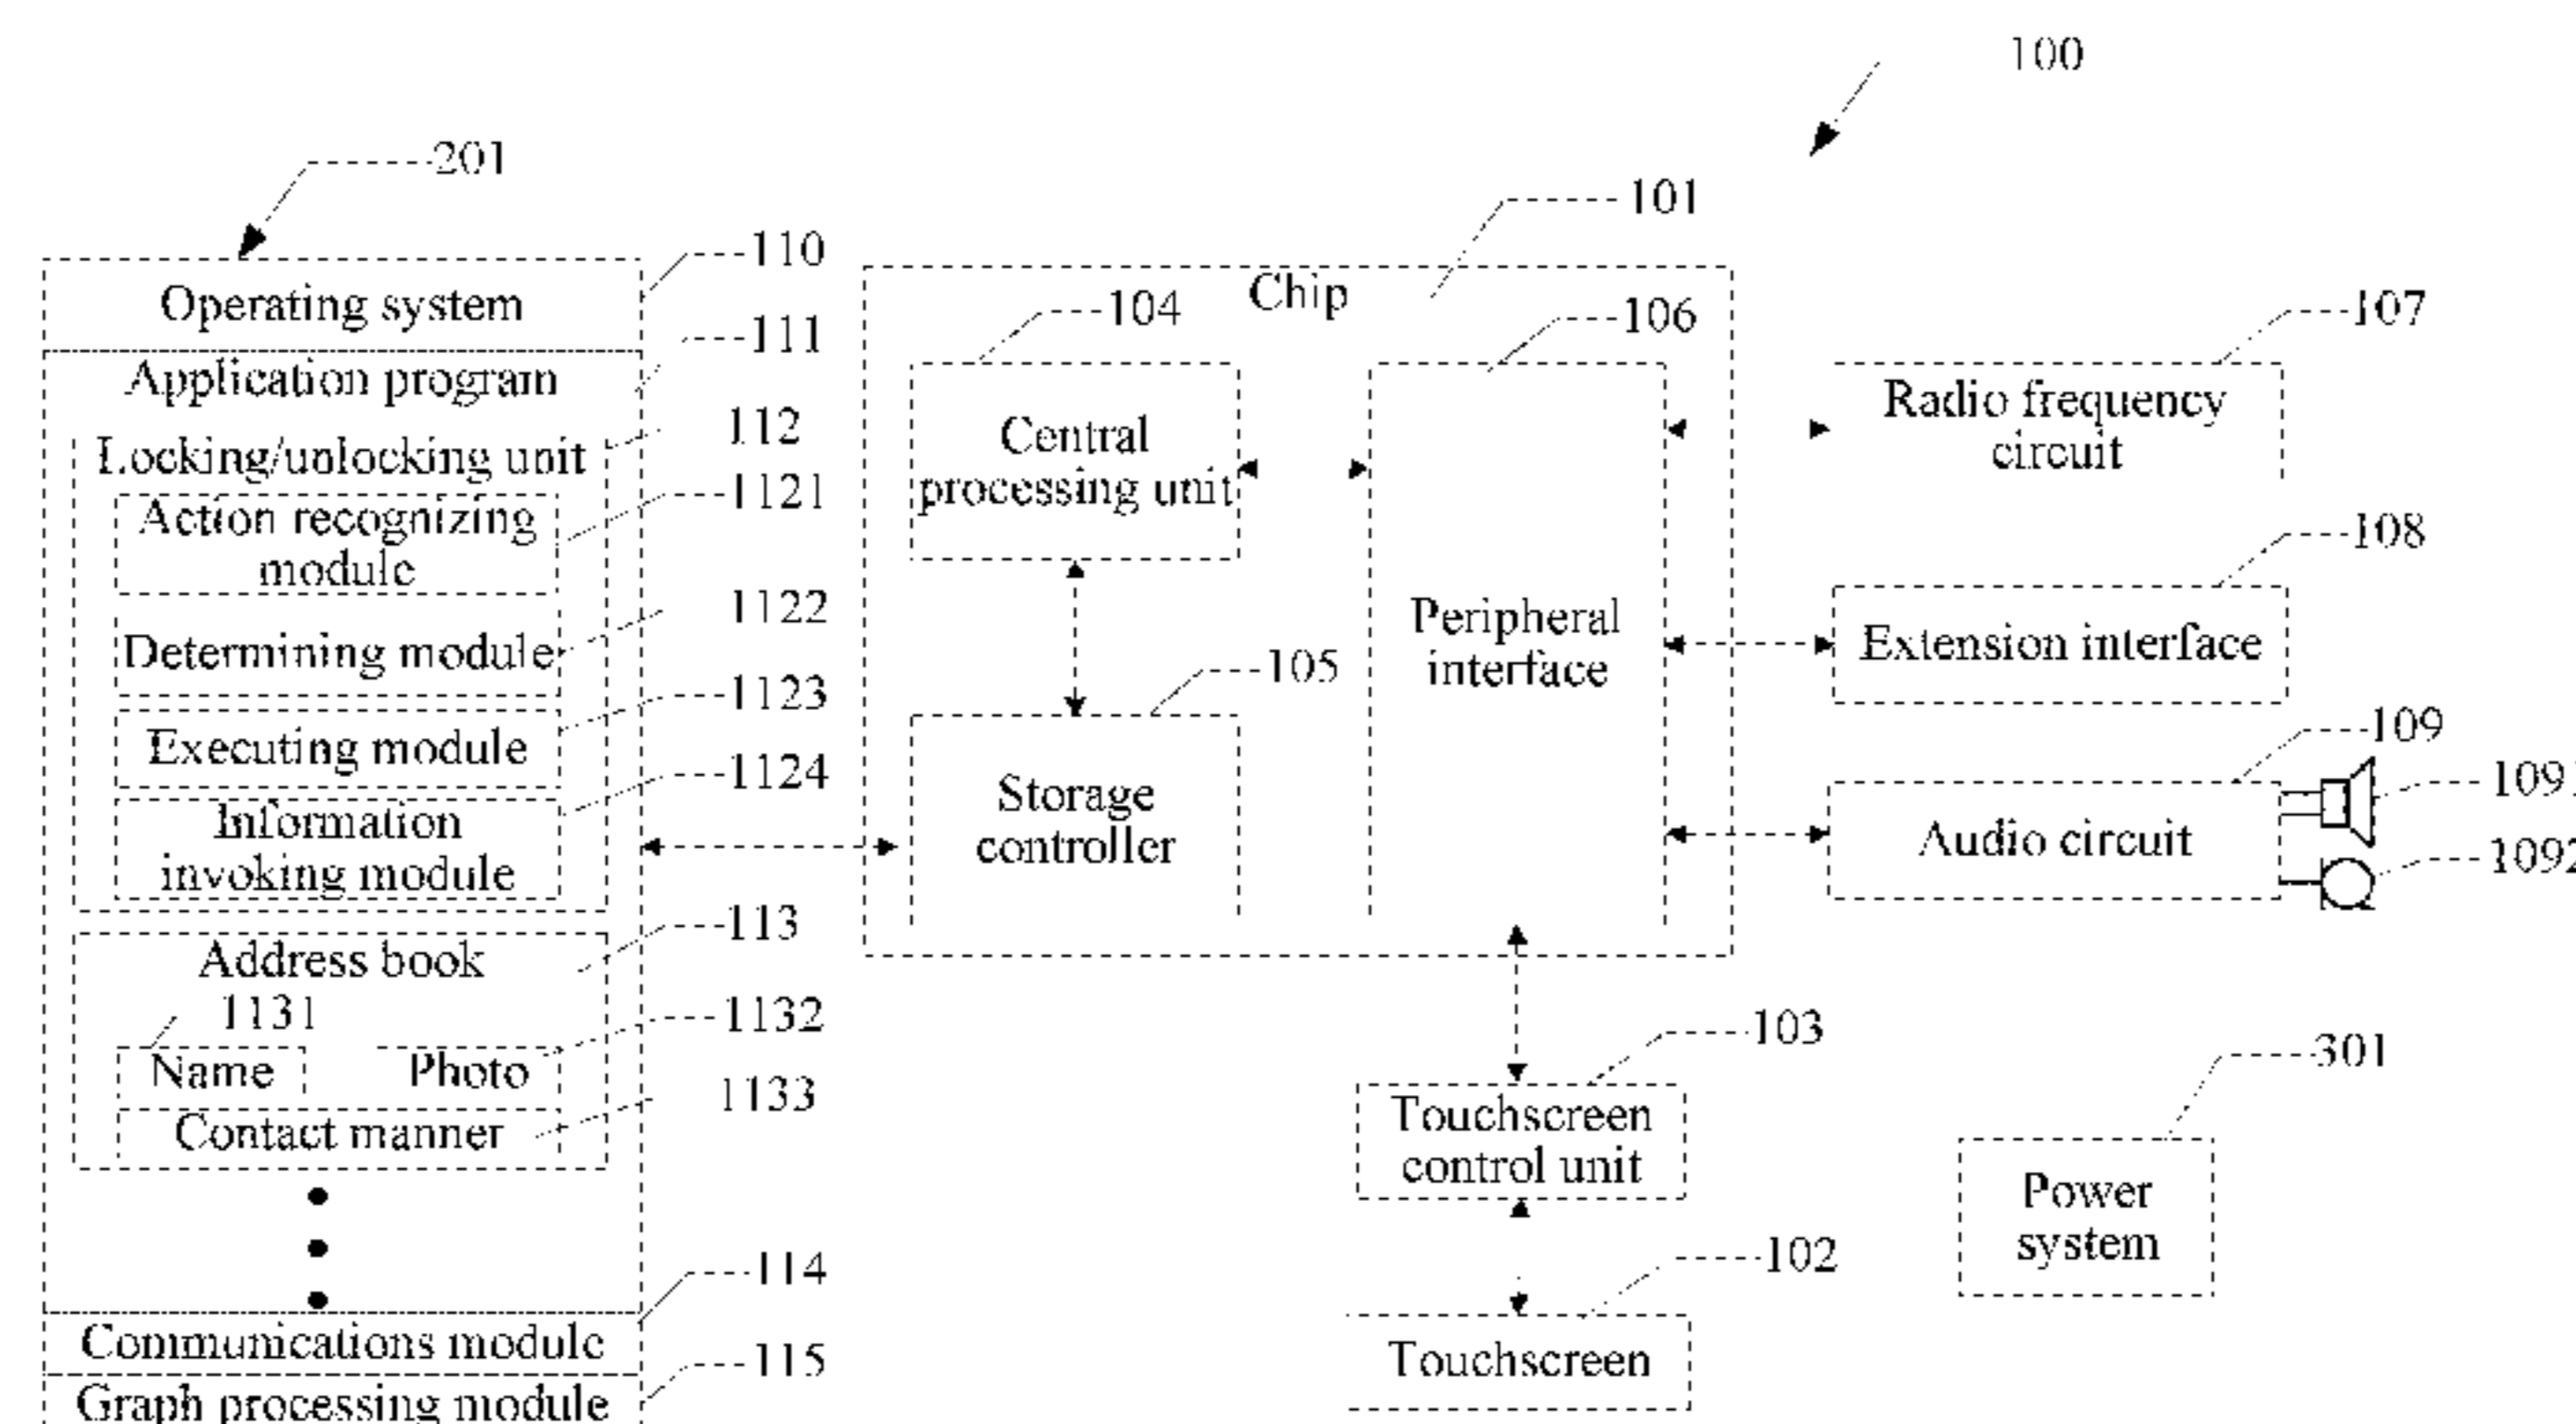 100
201
101
110
Operating system
111
Application program
112
Locking/unlocking unit
1121
Action recognizing
module
1122
Determining module
1123
Executing module
1124
Information
invoking module
113
Address book
1131
1132
Name
Photo
1133
Contact manner
114
Communications module
115
Graph processing module
Chip
104
Central
processing unit
106
Peripheral
interface
105
Storage
controller
107
Radio frequency
circuit
108
Extension interface
109
Audio circuit
1091
1092
103
Touchscreen
control unit
102
Touchscreen
301
Power
system